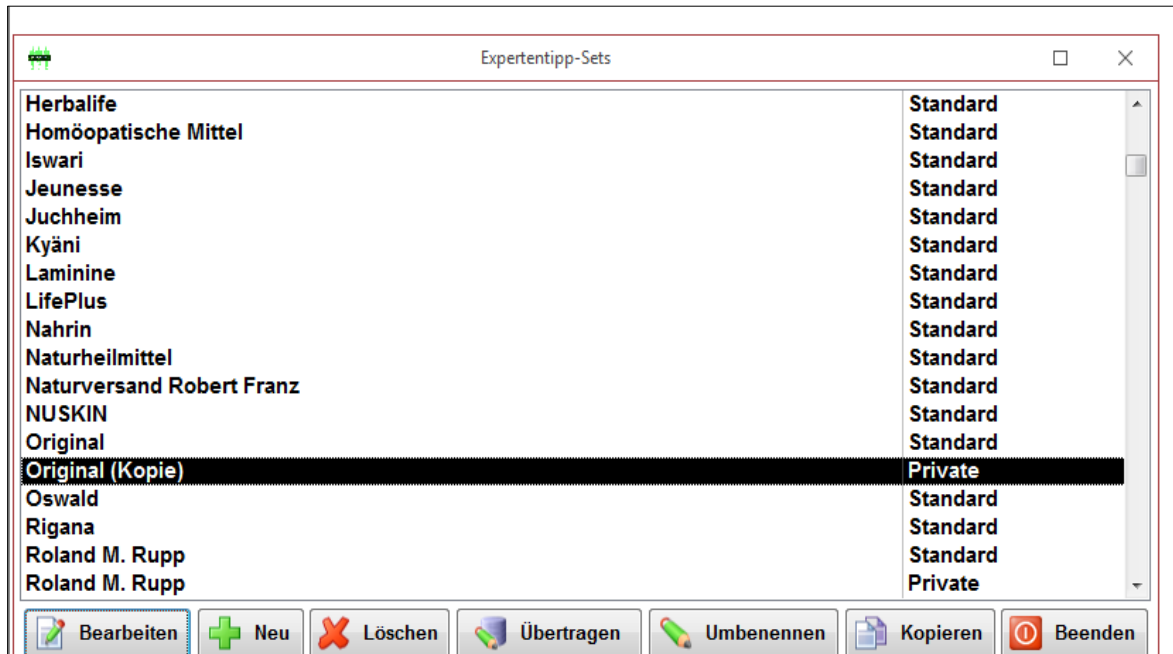 Expertentipp-Sets
Herbalife Standard
Homöopatische Mittel Standard
Iswari Standard
Jeunesse Standard
Juchheim Standard
Kyäni Standard
Laminine Standard
LifePlus Standard
Nahrin Standard
Naturheilmittel Standard
Naturversand Robert Franz Standard
NUSKIN Standard
Original Standard
Original (Kopie) Private
Oswald Standard
Rigana Standard
Roland M. Rupp Standard
Roland M. Rupp Private
Bearbeiten Neu Löschen Übertragen Umbenennen Kopieren Beenden